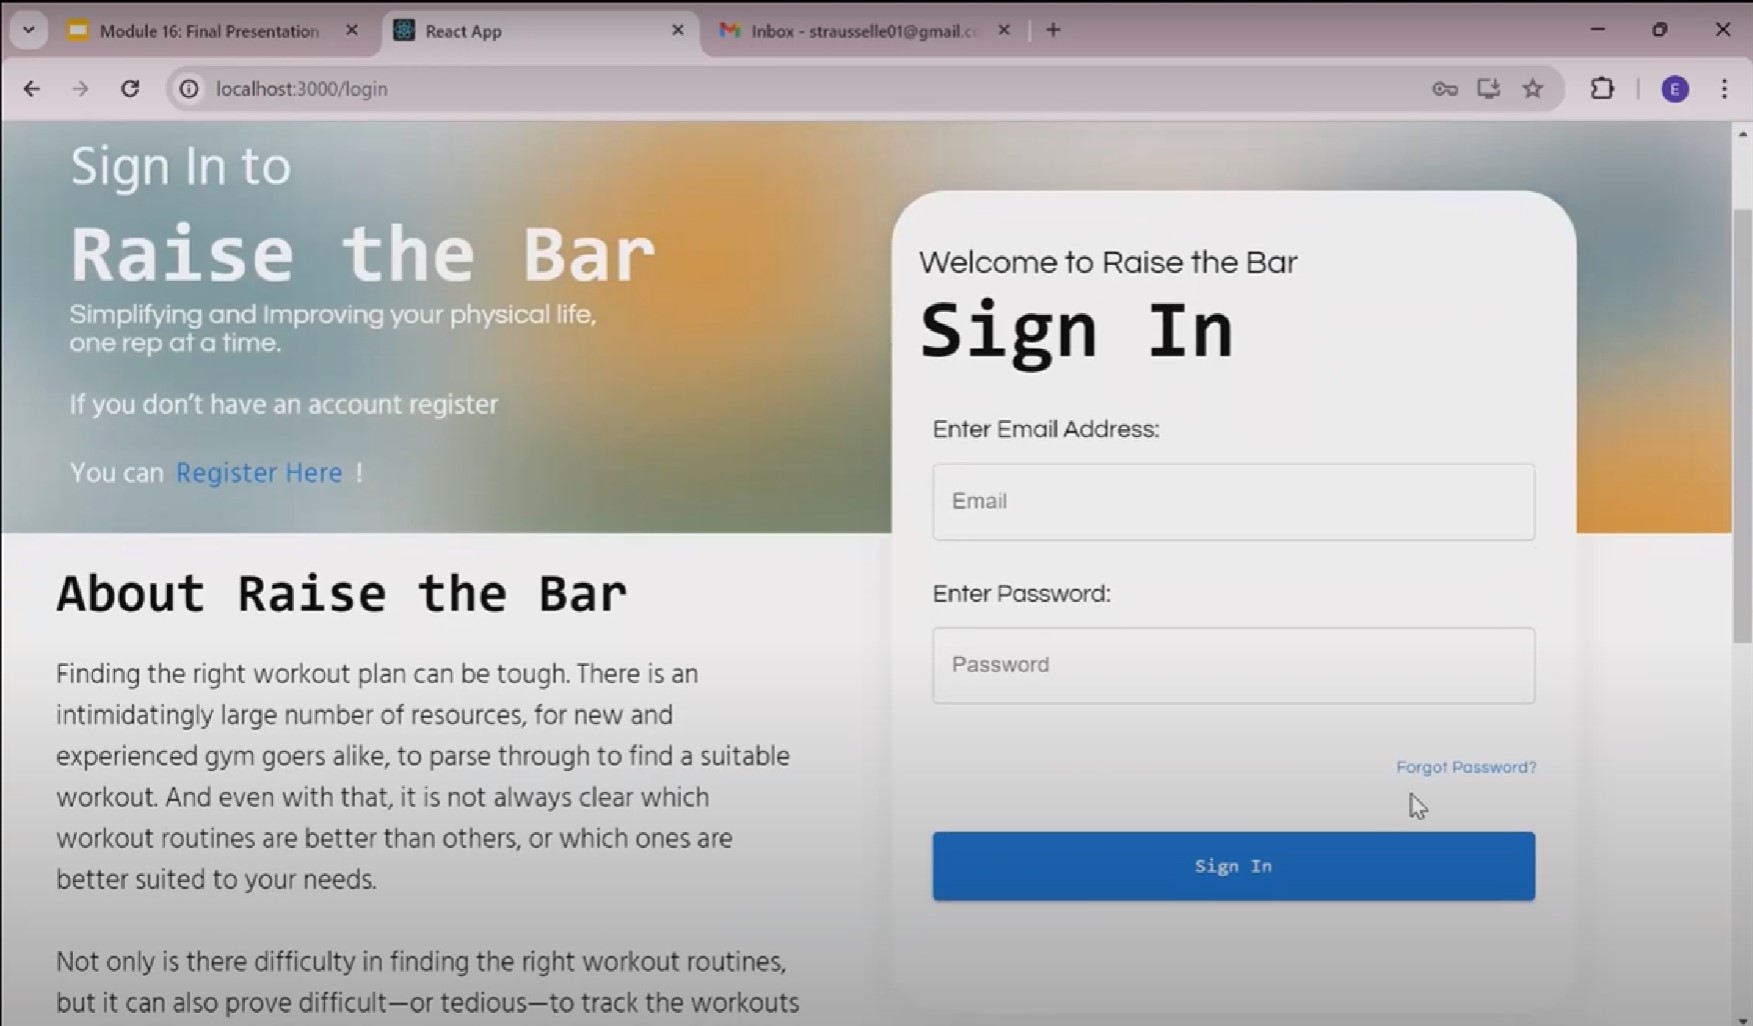 Module 16: Final Presentation
React App
Inbox - strausselle01@gmail.c
localhost:3000/login
E
Sign In to
Raise the Bar
Simplifying and Improving your physical life,
one rep at a time.
If you don't have an account register
You can Register Here !
Welcome to Raise the Bar
Sign In
Enter Email Address:
Email
Enter Password:
Password
Forgot Password?
Sign In
About Raise the Bar
Finding the right workout plan can be tough. There is an
intimidatingly large number of resources, for new and
experienced gym goers alike, to parse through to find a suitable
workout. And even with that, it is not always clear which
workout routines are better than others, or which ones are
better suited to your needs.
Not only is there difficulty in finding the right workout routines,
but it can also prove difficult—or tedious—to track the workouts